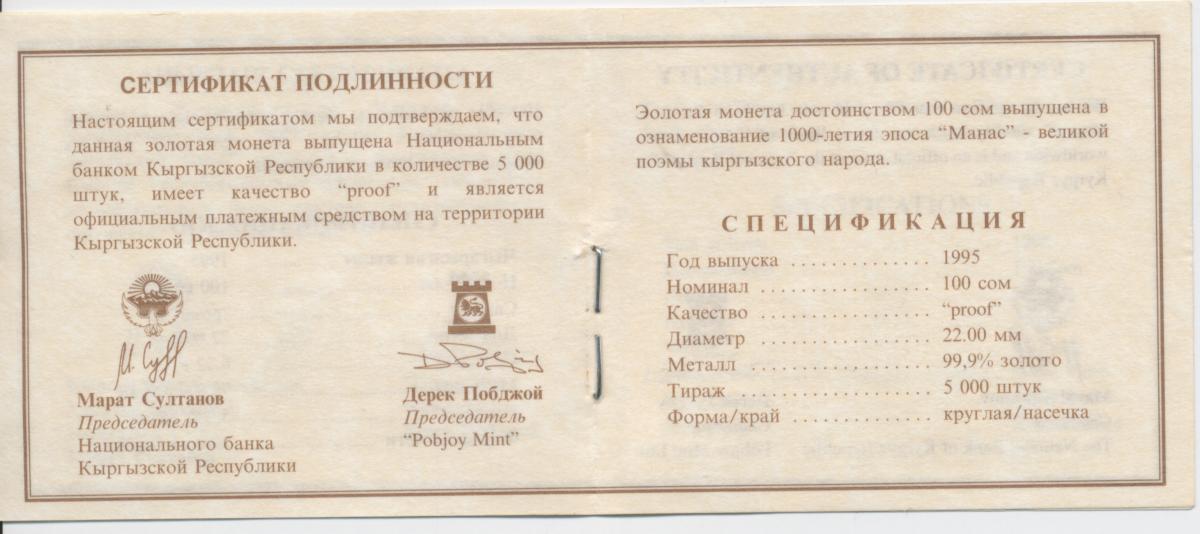 СЕРТИФИКАТ ПОДЛИННОСТИ
Настоящим сертификатом мы подтверждаем, что
данная золотая монета выпущена Национальным
банком Кыргызской Республики в количестве 5 000
штук, имеет качество “proof” и является
официальным платежным средством на территории
Кыргызской Республики.
М. Султ
D Pobjoy
Марат Султанов
Председатель
Национального банка
Кыргызской Республики
Дерек Побджой
Председатель
“Pobjoy Mint”
Эолотая монета достоинством 100 сом выпущена в
ознаменование 1000-летия эпоса “Манас” - великой
поэмы кыргызского народа.
СПЕЦИФИКАЦИЯ
Год выпуска .............. 1995
Номинал ................. 100 сом
Качество ................. “proof”
Диаметр ................. 22.00 мм
Металл .................. 99,9% золото
Тираж ................... 5 000 штук
Форма/край .............. круглая/насечка